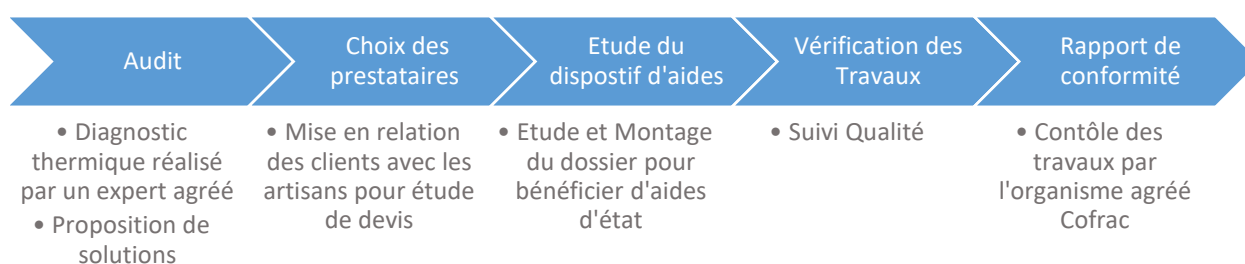 Audit
Choix des
prestataires
Etude du
dispostif d'aides
Vérification des
Travaux
Rapport de
conformité
• Diagnostic
thermique réalisé
par un expert agréé
• Proposition de
solutions
• Mise en relation
des clients avec les
artisans pour étude
de devis
• Etude et Montage
du dossier pour
bénéficier d'aides
d'état
• Suivi Qualité
• Contôle des
travaux par
l'organisme agréé
Cofrac